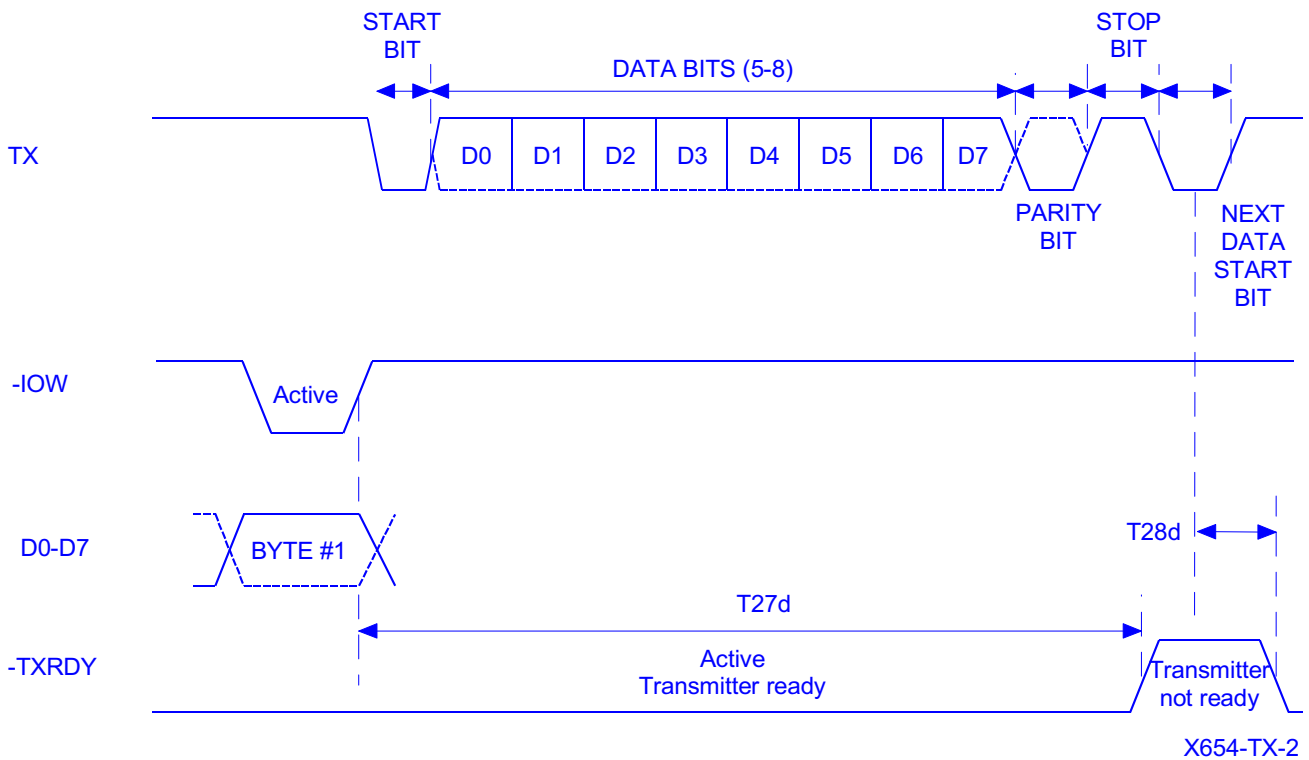 START
BIT
DATA BITS (5-8)
STOP
BIT
TX
D0 D1 D2 D3 D4 D5 D6 D7
PARITY
BIT
NEXT
DATA
START
BIT
-IOW
Active
D0-D7
BYTE #1
T28d
T27d
-TXRDY
Active
Transmitter ready
Transmitter
not ready
X654-TX-2